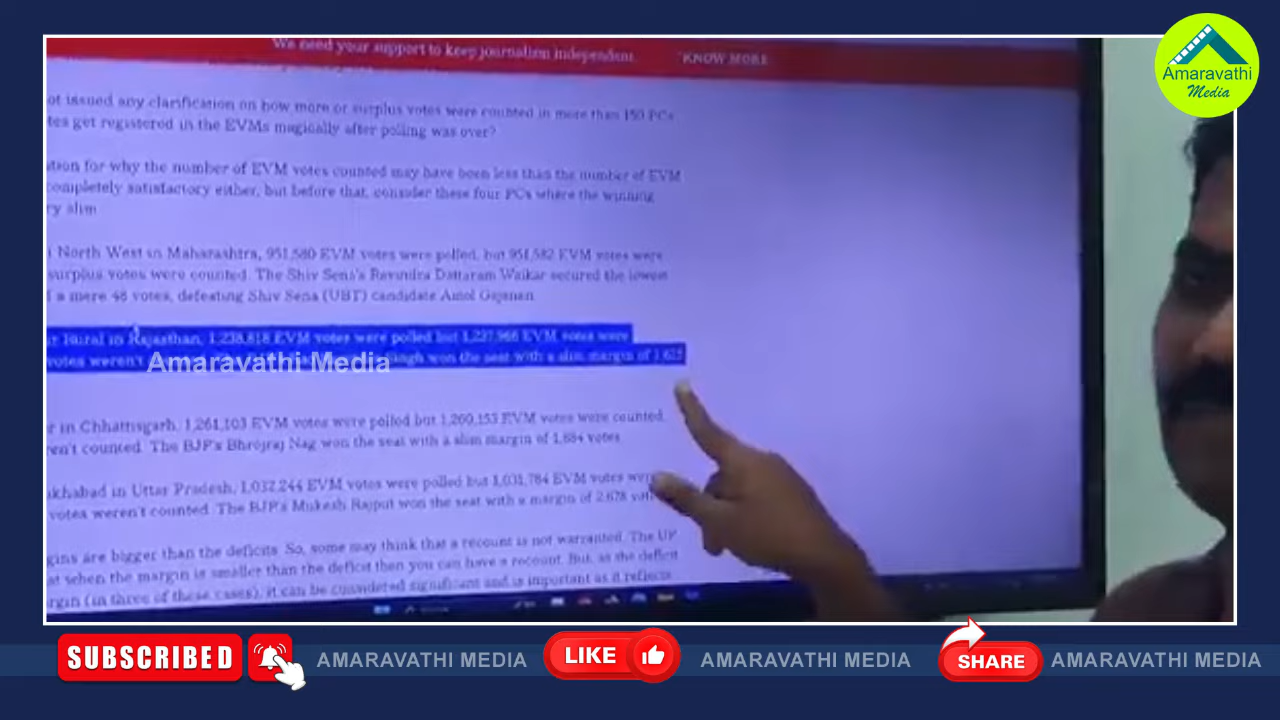 We need your support to keep journalism independent KNOW MORE
Amaravathi
Media
ot issued any clarification on how more or surplus votes were counted in more than 150 PCs
tes get registered in the EVMs magically after polling was over?
ation for why the number of EVM votes counted may have been less than the number of EVM
completely satisfactory either, but before that, consider these four PCs where the winning
ry slim
North West in Maharashtra, 951,580 EVM votes were polled, but 951,582 EVM votes were
surplus votes were counted. The Shiv Sena's Ravindra Dattaram Waikar secured the lowest
f a mere 48 votes, defeating Shiv Sena (UBT) candidate Amol Gajanan
r Rural in Rajasthan, 1,238,818 EVM votes were polled but 1,237,966 EVM votes were
votes weren't singh won the seat with a slim margin of 1,615
Amaravathi Media
r in Chhattisgarh, 1,261,103 EVM votes were polled but 1,260,153 EVM votes were counted.
ren't counted. The BJP's Bhojraj Nag won the seat with a slim margin of 1,884 votes
ukhabad in Uttar Pradesh, 1,032,244 EVM votes were polled but 1,031,784 EVM votes were
votes weren't counted. The BJP's Mukesh Rajput won the seat with a margin of 2,678
gins are bigger than the deficits. So, some may think that a recount is not warranted. The UP
at when the margin is smaller than the deficit then you can have a recount. But, as the deficit
rgin (in three of these cases), it can be considered significant and is important as it reflects
SUBSCRIBED AMARAVATHI MEDIA LIKE AMARAVATHI MEDIA SHARE AMARAVATHI MEDIA